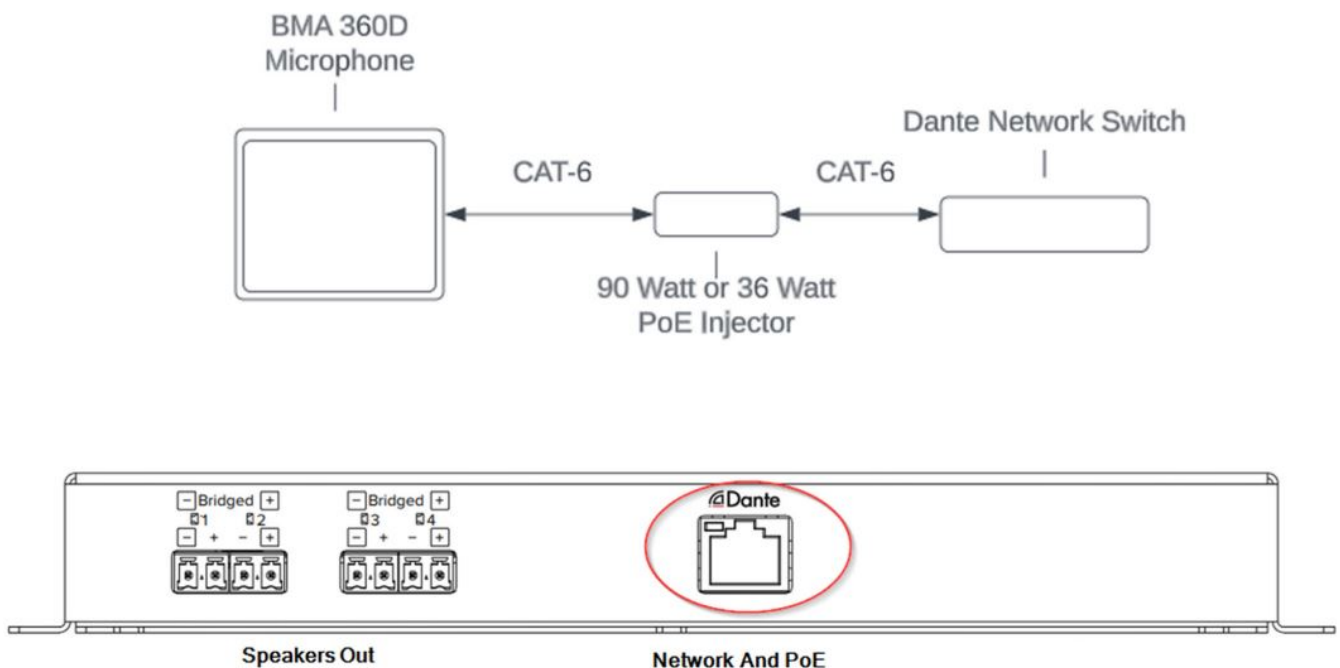 BMA 360D
Microphone
Dante Network Switch
CAT-6
CAT-6
90 Watt or 36 Watt
PoE Injector
- Bridged +
- Bridged +
Dante
1 2
3 4
- + - +
- + - +
Speakers Out
Network And PoE